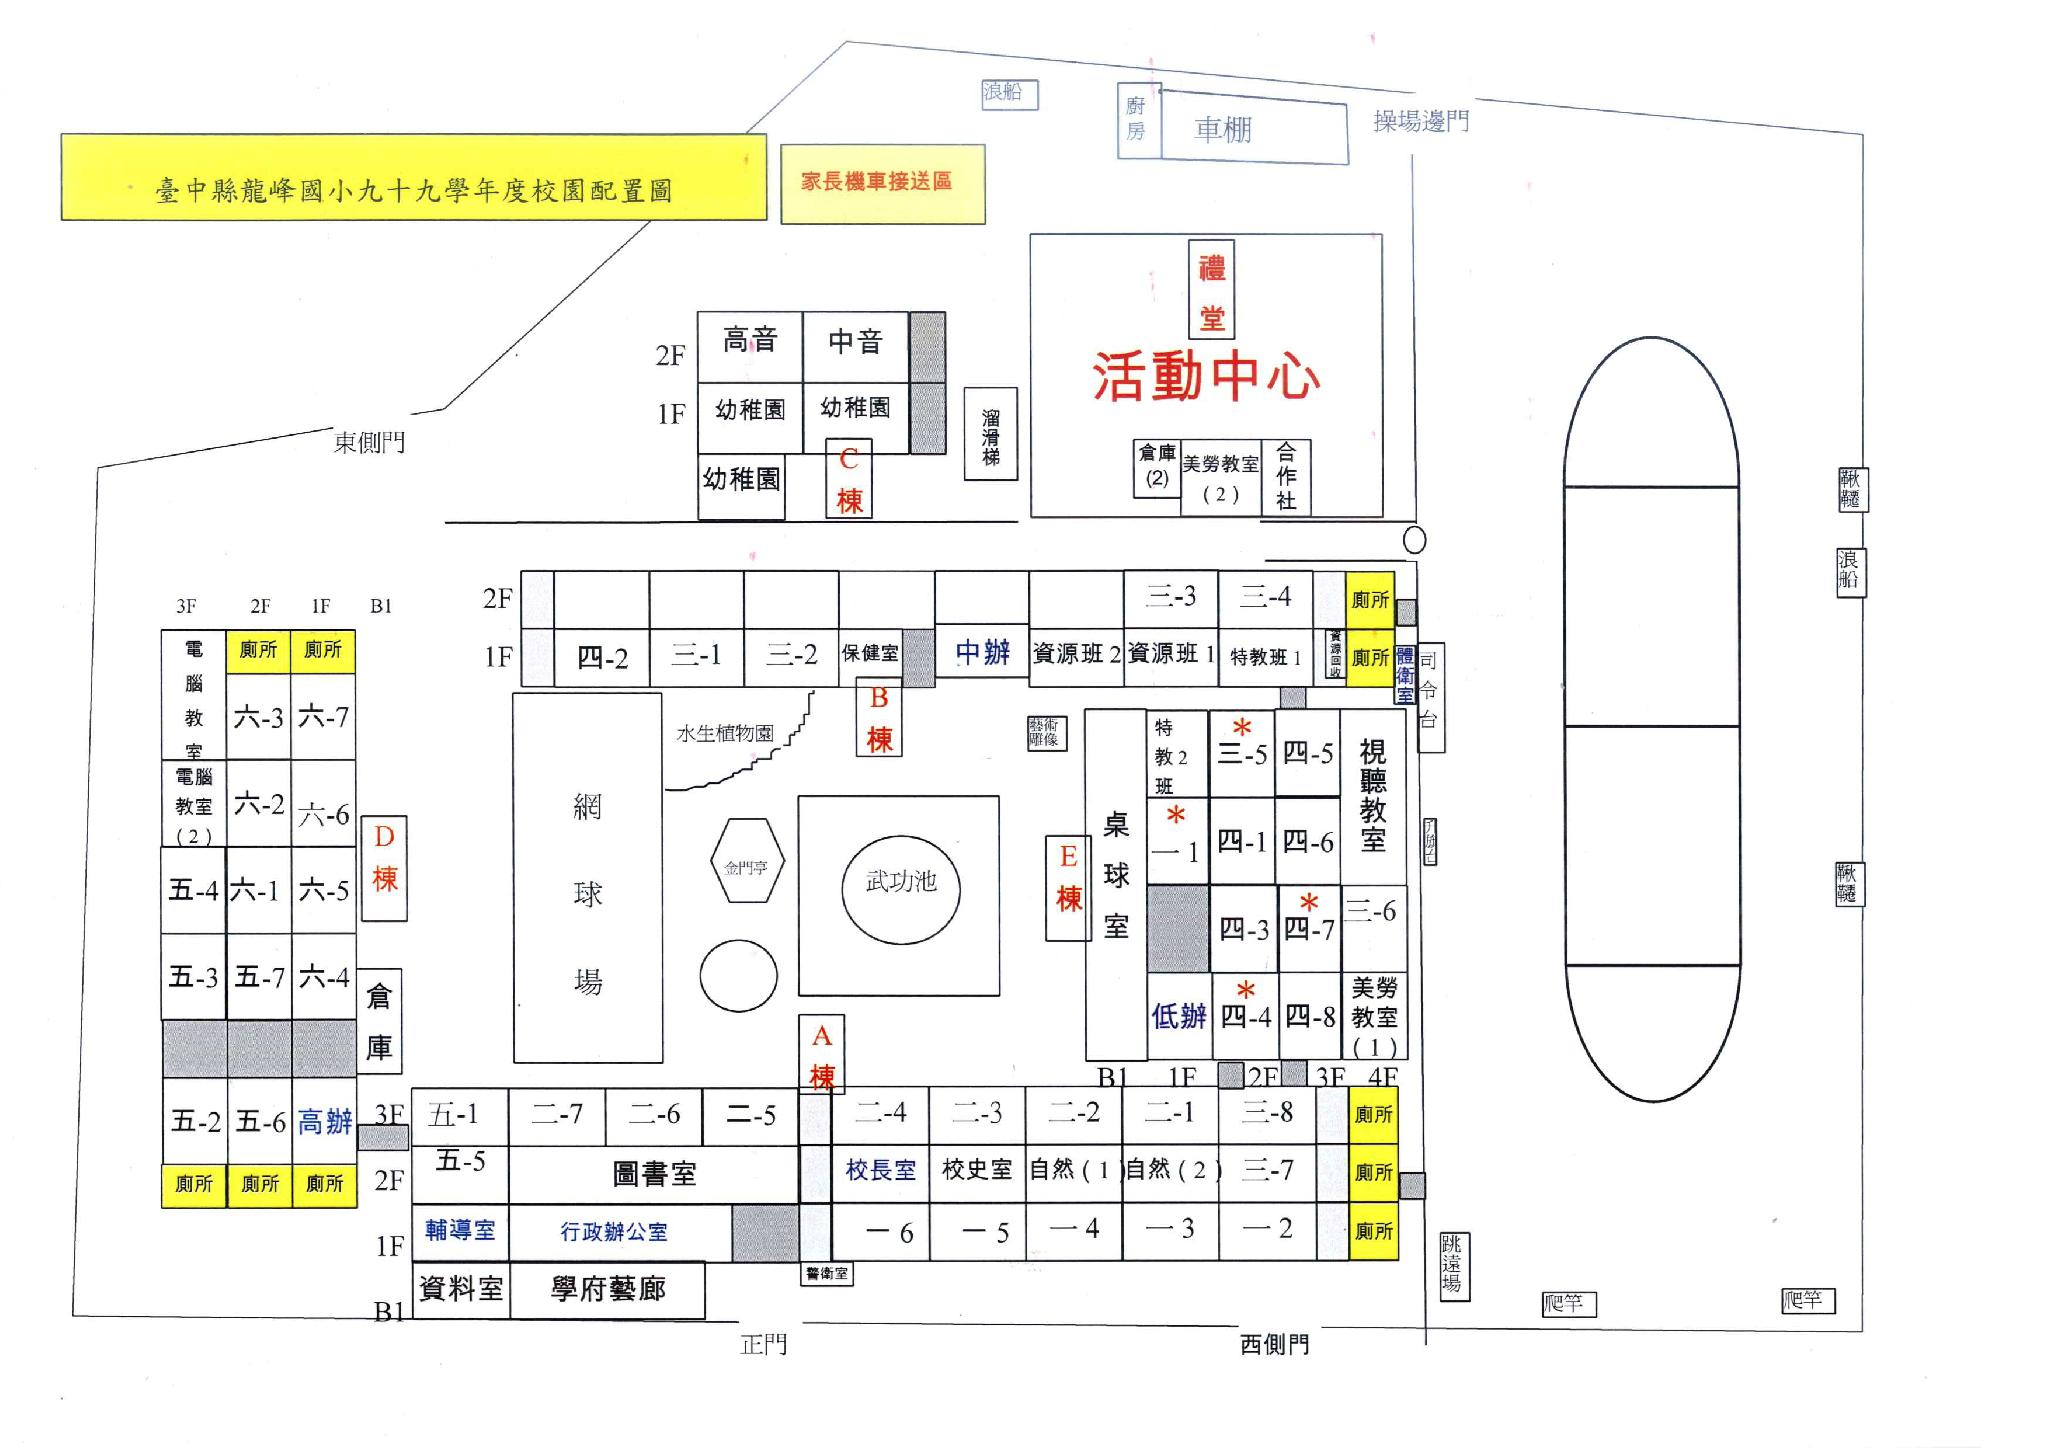 浪船
廚房
車棚
操場邊門
臺中縣龍峰國小九十九學年度校園配置圖
家長機車接送區
禮堂
活動中心
2F 高音 中音
1F 幼稚園 幼稚園
幼稚園
C棟
溜滑梯
倉庫(2)
美勞教室(2)
合作社
東側門
鞦韆
浪船
2F 三-3 三-4 廁所
1F 四-2 三-1 三-2 保健室 中辦 資源班2 資源班1 特教班1 資源回收 廁所
體衛室
司令台
B棟
3F 2F 1F B1
電腦教室 廁所 廁所
六-3 六-7
電腦教室(2) 六-2 六-6
五-4 六-1 六-5
五-3 五-7 六-4
五-2 五-6 高辦
廁所 廁所 廁所
D棟
倉庫
網球場
水生植物園
金門亭
武功池
藝術雕像
E棟
桌球室
特教2班 *三-5 四-5 視聽教室
*一1 四-1 四-6
四-3 *四-7 三-6
低辦 *四-4 四-8 美勞教室(1)
B1 1F 2F 3F 4F
鞦韆
A棟
3F 五-1 二-7 二-6 二-5 二-4 二-3 二-2 二-1 三-8 廁所
2F 五-5 圖書室 校長室 校史室 自然(1) 自然(2) 三-7 廁所
1F 輔導室 行政辦公室 一6 一5 一4 一3 一2 廁所
B1 資料室 學府藝廊
警衛室
跳遠場
爬竿
爬竿
正門
西側門